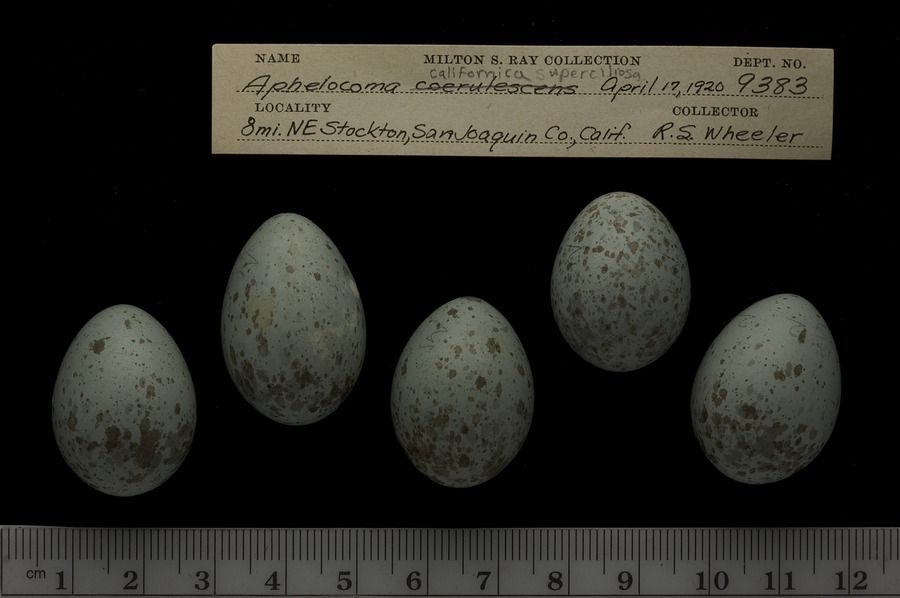 NAME MILTON S. RAY COLLECTION DEPT. NO.
californica superciliosa
Aphelocoma coerulescens April 17, 1920 9383
LOCALITY COLLECTOR
8mi. NE Stockton, San Joaquin Co., Calif. R.S. Wheeler
cm 1 2 3 4 5 6 7 8 9 10 11 12